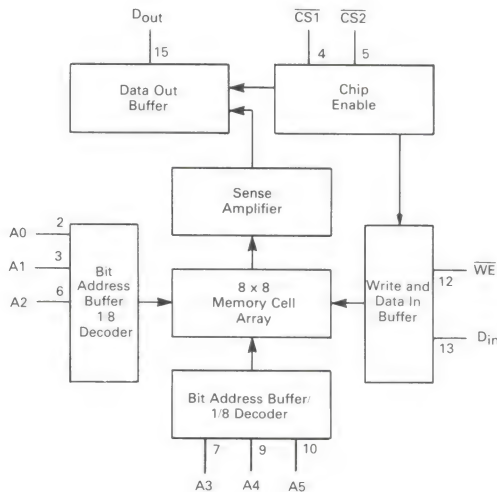 Dout
CS1 CS2
15
4 5
Data Out
Buffer
Chip
Enable
Sense
Amplifier
A0 2
A1 3
A2 6
Bit
Address
Buffer
1/8
Decoder
8 x 8
Memory Cell
Array
Write and
Data In
Buffer
12 WE
13 Din
Bit Address Buffer/
1/8 Decoder
7 9 10
A3 A4 A5